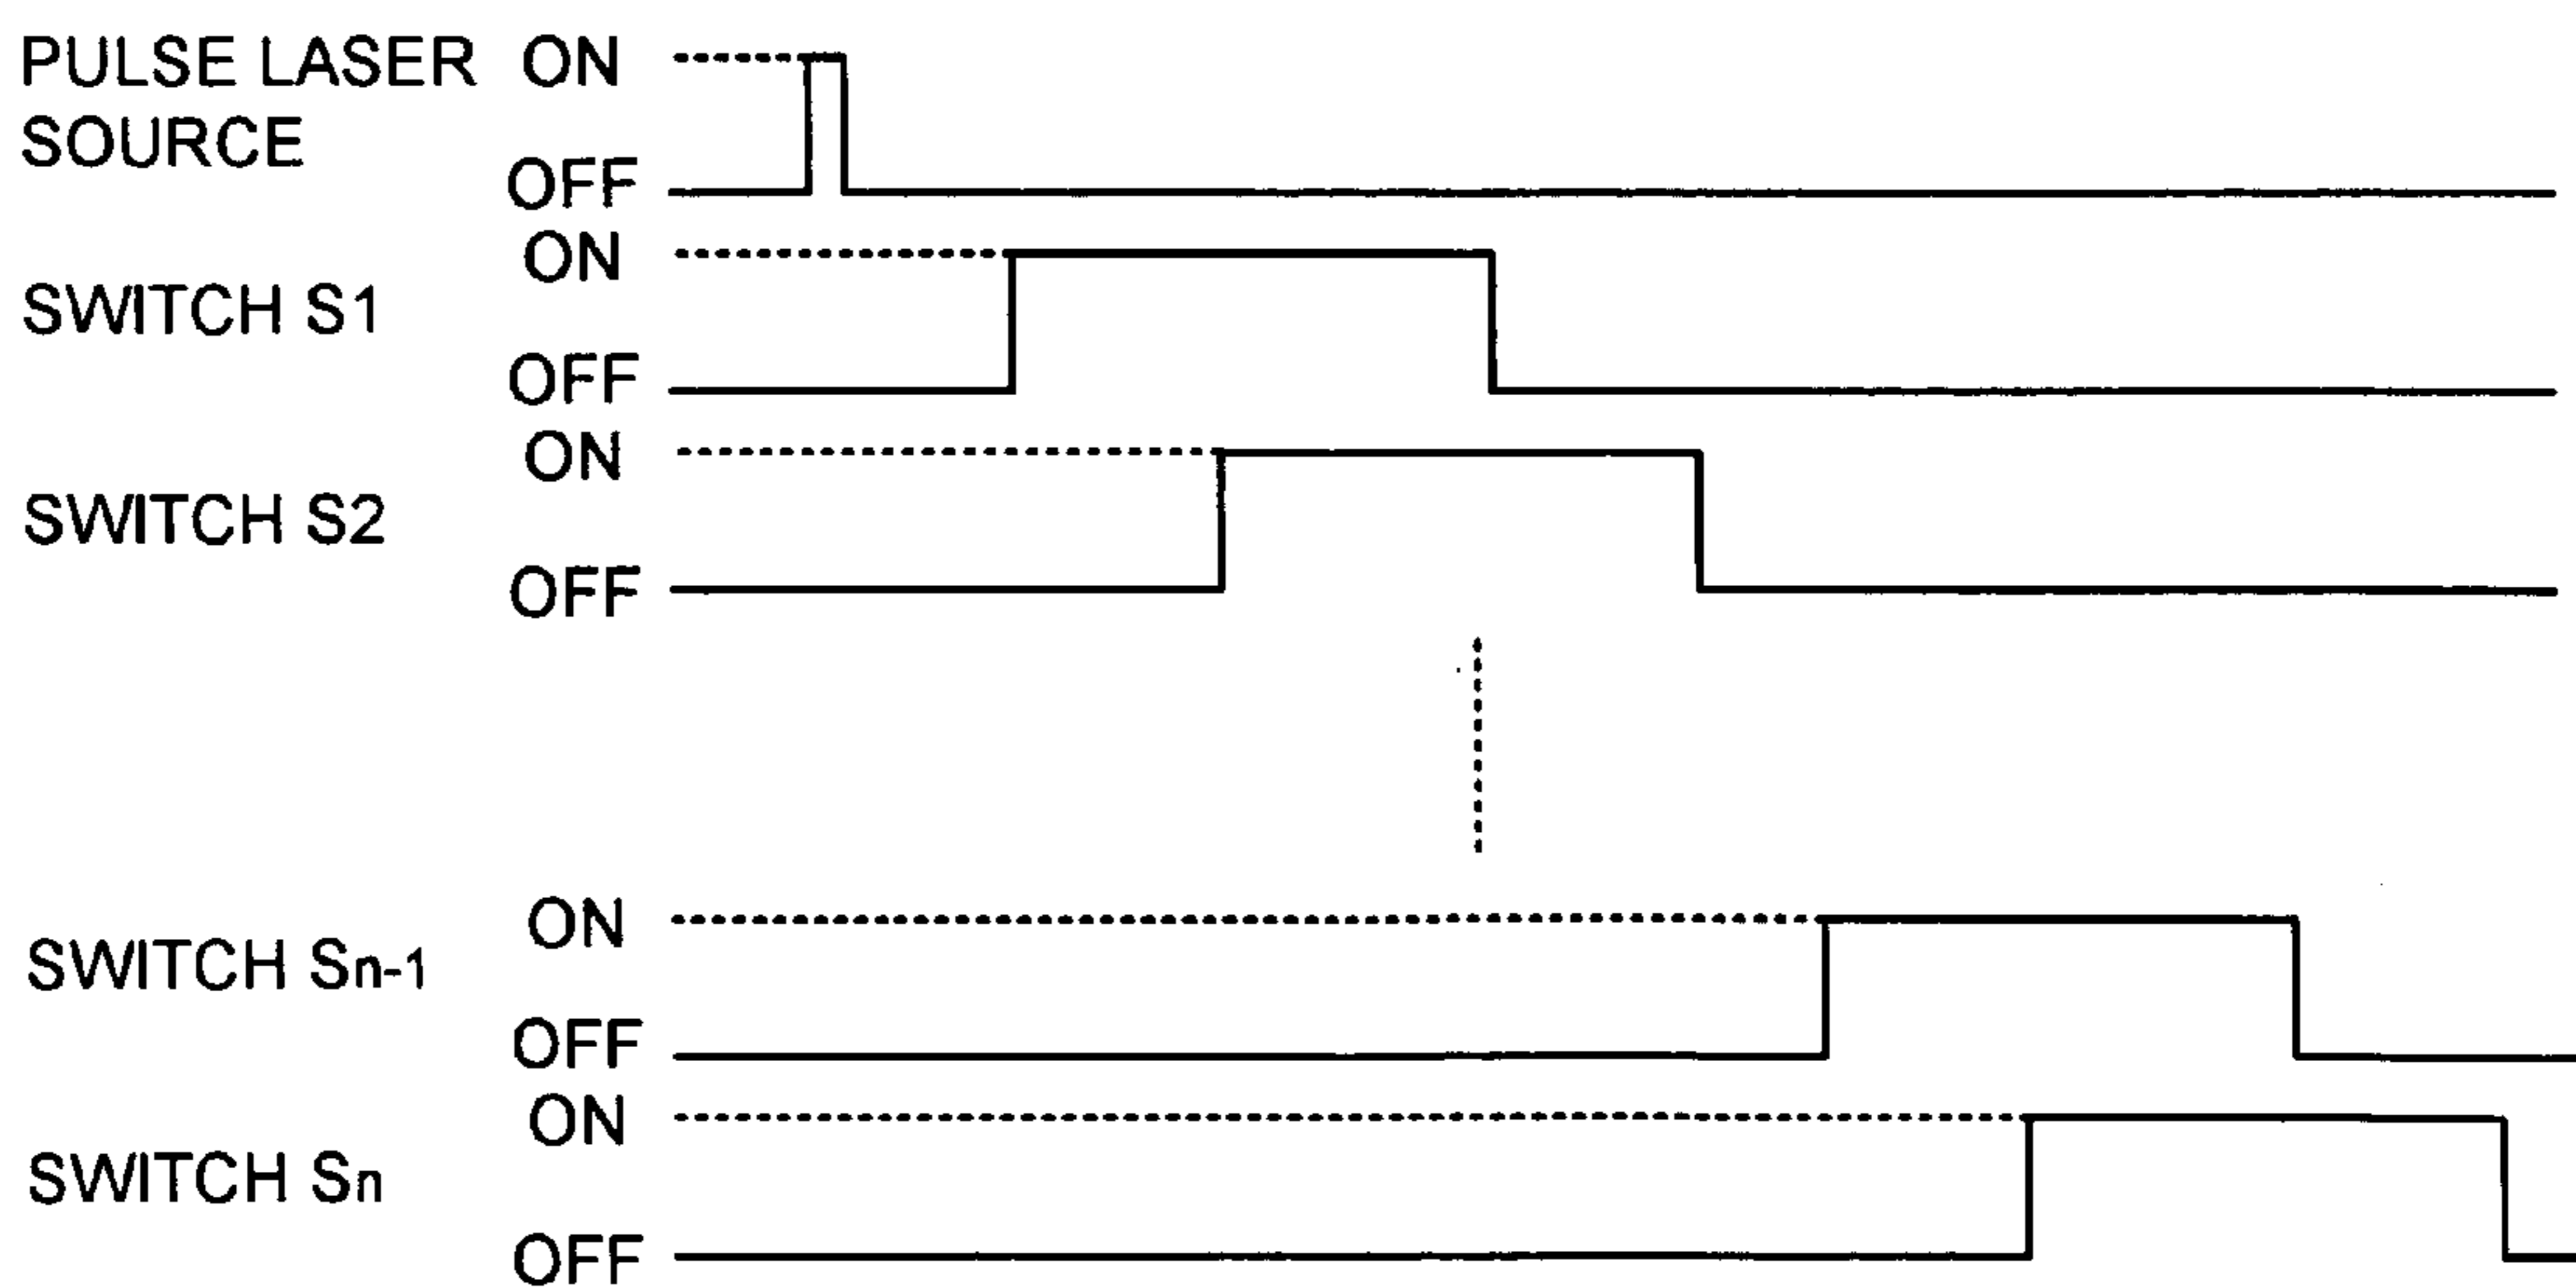 PULSE LASER ON
SOURCE
OFF
ON
SWITCH S1
OFF
ON
SWITCH S2
OFF
ON
SWITCH Sn-1
OFF
ON
SWITCH Sn
OFF